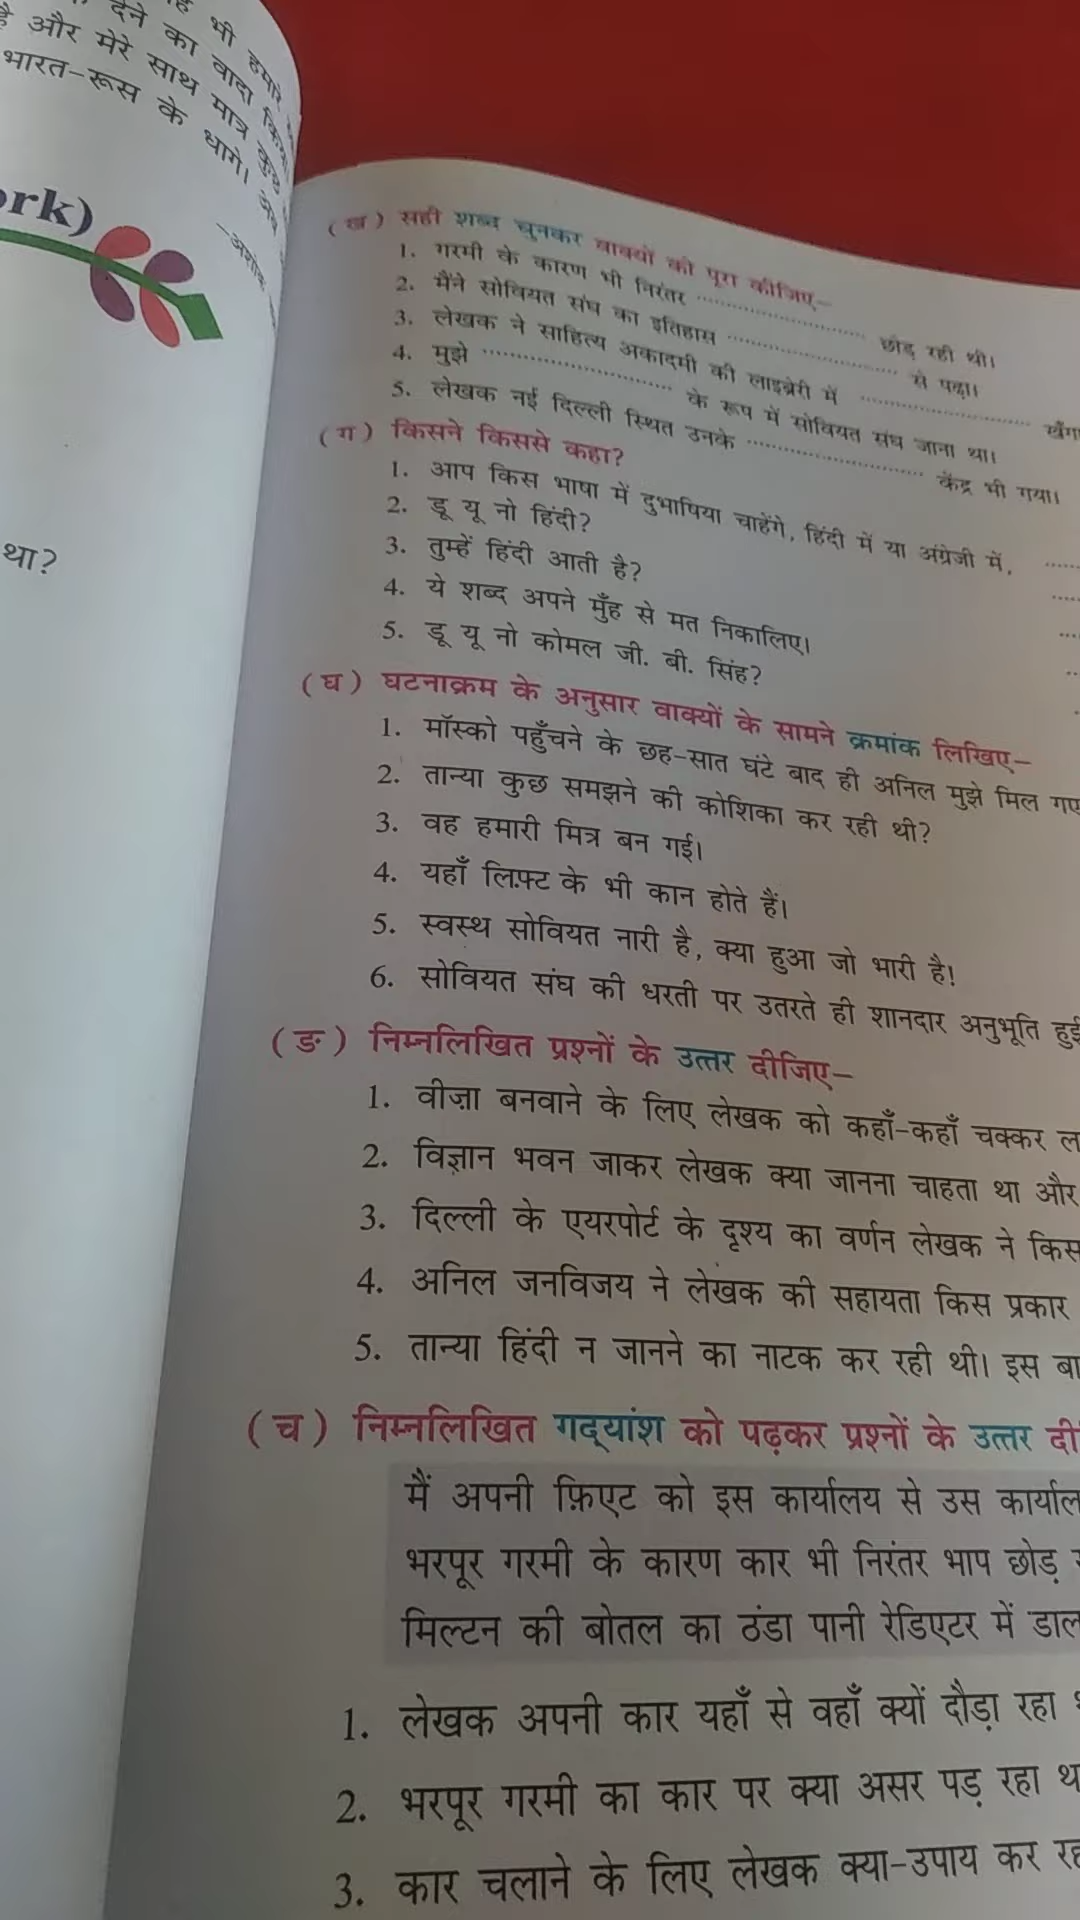 भी हमारे
देने का वादा
है और मेरे साथ मात्र कुछ
भारत-रूस के धागे।
ork)
था?
(ख) सही शब्द चुनकर वाक्यों को पूरा कीजिए–
1. गरमी के कारण भी निरंतर ........................ छोड़ रही थी।
2. मैंने सोवियत संघ का इतिहास ........................ से पढ़ा।
3. लेखक ने साहित्य अकादमी की लाइब्रेरी में ........................
4. मुझे ........................ के रूप में सोवियत संघ जाना था।
5. लेखक नई दिल्ली स्थित उनके ........................ केंद्र भी गया।
(ग) किसने किससे कहा?
1. आप किस भाषा में दुभाषिया चाहेंगे, हिंदी में या अंग्रेजी में,
2. डू यू नो हिंदी?
3. तुम्हें हिंदी आती है?
4. ये शब्द अपने मुँह से मत निकालिए।
5. डू यू नो कोमल जी. बी. सिंह?
(घ) घटनाक्रम के अनुसार वाक्यों के सामने क्रमांक लिखिए–
1. मॉस्को पहुँचने के छह-सात घंटे बाद ही अनिल मुझे मिल गए
2. तान्या कुछ समझने की कोशिका कर रही थी?
3. वह हमारी मित्र बन गई।
4. यहाँ लिफ़्ट के भी कान होते हैं।
5. स्वस्थ सोवियत नारी है, क्या हुआ जो भारी है!
6. सोवियत संघ की धरती पर उतरते ही शानदार अनुभूति हुई
(ङ) निम्नलिखित प्रश्नों के उत्तर दीजिए–
1. वीज़ा बनवाने के लिए लेखक को कहाँ-कहाँ चक्कर
2. विज्ञान भवन जाकर लेखक क्या जानना चाहता था और
3. दिल्ली के एयरपोर्ट के दृश्य का वर्णन लेखक ने किस
4. अनिल जनविजय ने लेखक की सहायता किस प्रकार
5. तान्या हिंदी न जानने का नाटक कर रही थी। इस
(च) निम्नलिखित गद्‌यांश को पढ़कर प्रश्नों के उत्तर
मैं अपनी फ़िएट को इस कार्यालय से उस
भरपूर गरमी के कारण कार भी निरंतर भाप छोड़
मिल्टन की बोतल का ठंडा पानी रेडिएटर में
1. लेखक अपनी कार यहाँ से वहाँ क्यों दौड़ा रहा
2. भरपूर गरमी का कार पर क्या असर पड़ रहा
3. कार चलाने के लिए लेखक क्या-उपाय कर